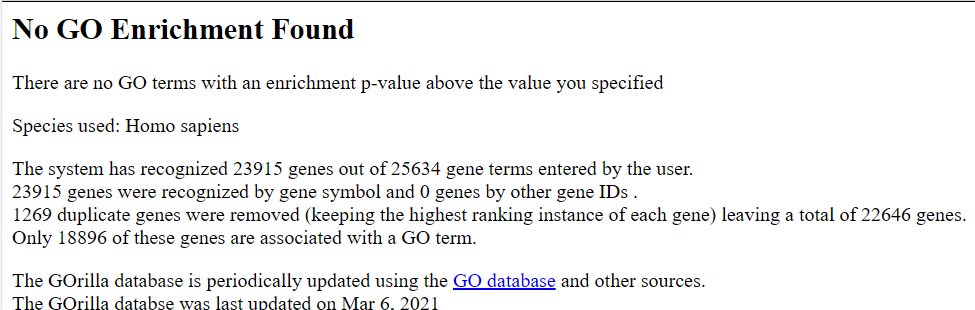 No GO Enrichment Found
There are no GO terms with an enrichment p-value above the value you specified
Species used: Homo sapiens
The system has recognized 23915 genes out of 25634 gene terms entered by the user.
23915 genes were recognized by gene symbol and 0 genes by other gene IDs .
1269 duplicate genes were removed (keeping the highest ranking instance of each gene) leaving a total of 22646 genes.
Only 18896 of these genes are associated with a GO term.
The GOrilla database is periodically updated using the GO database and other sources.
The GOrilla databse was last updated on Mar 6, 2021